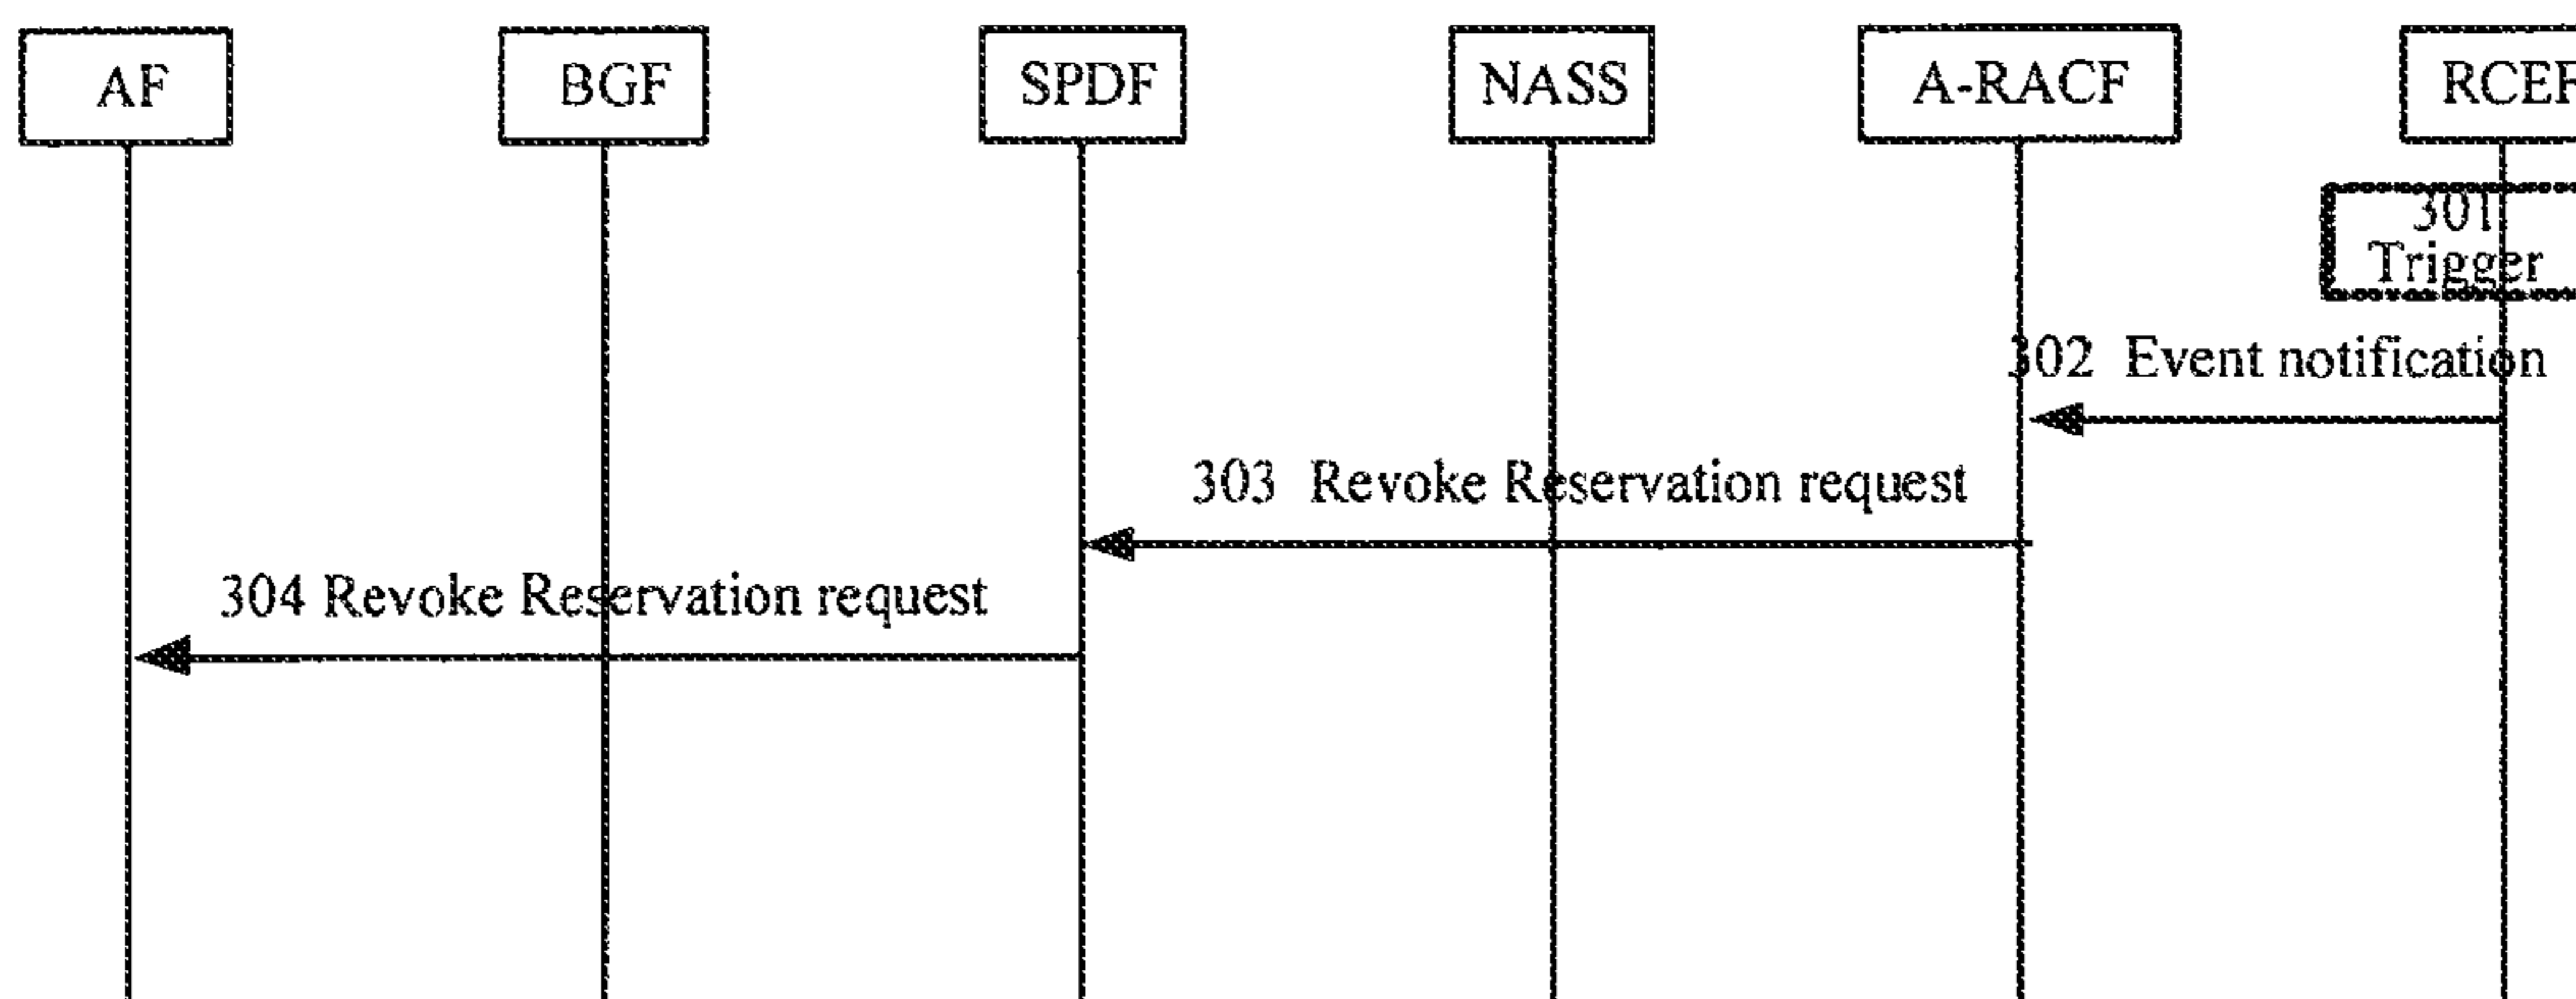 AF
BGF
SPDF
NASS
A-RACF
RCEF
301
Trigger
302 Event notification
303 Revoke Reservation request
304 Revoke Reservation request